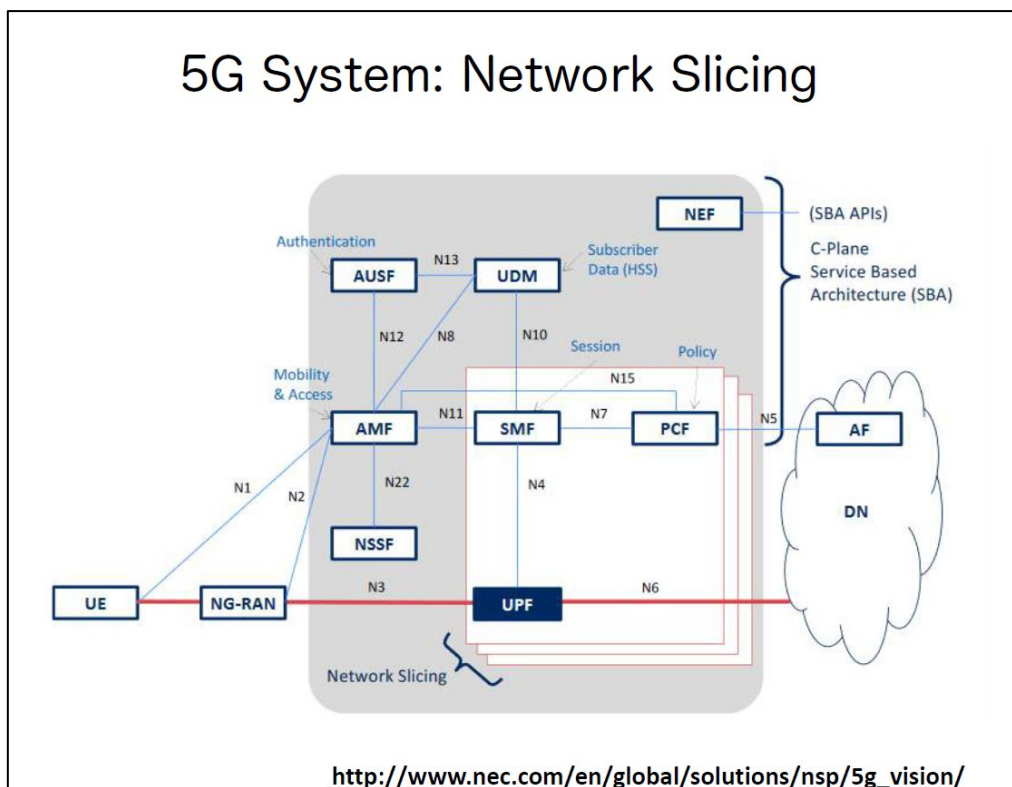 5G System: Network Slicing
NEF
(SBA APIs)
C-Plane
Service Based
Architecture (SBA)
Authentication
N13
Subscriber
Data (HSS)
AUSF
UDM
N12
N8
N10
Session
Policy
Mobility
& Access
N15
AMF
N11
SMF
N7
PCF
N5
AF
N1
N2
N22
N4
DN
NSSF
UE
NG-RAN
N3
UPF
N6
Network Slicing
http://www.nec.com/en/global/solutions/nsp/5g_vision/